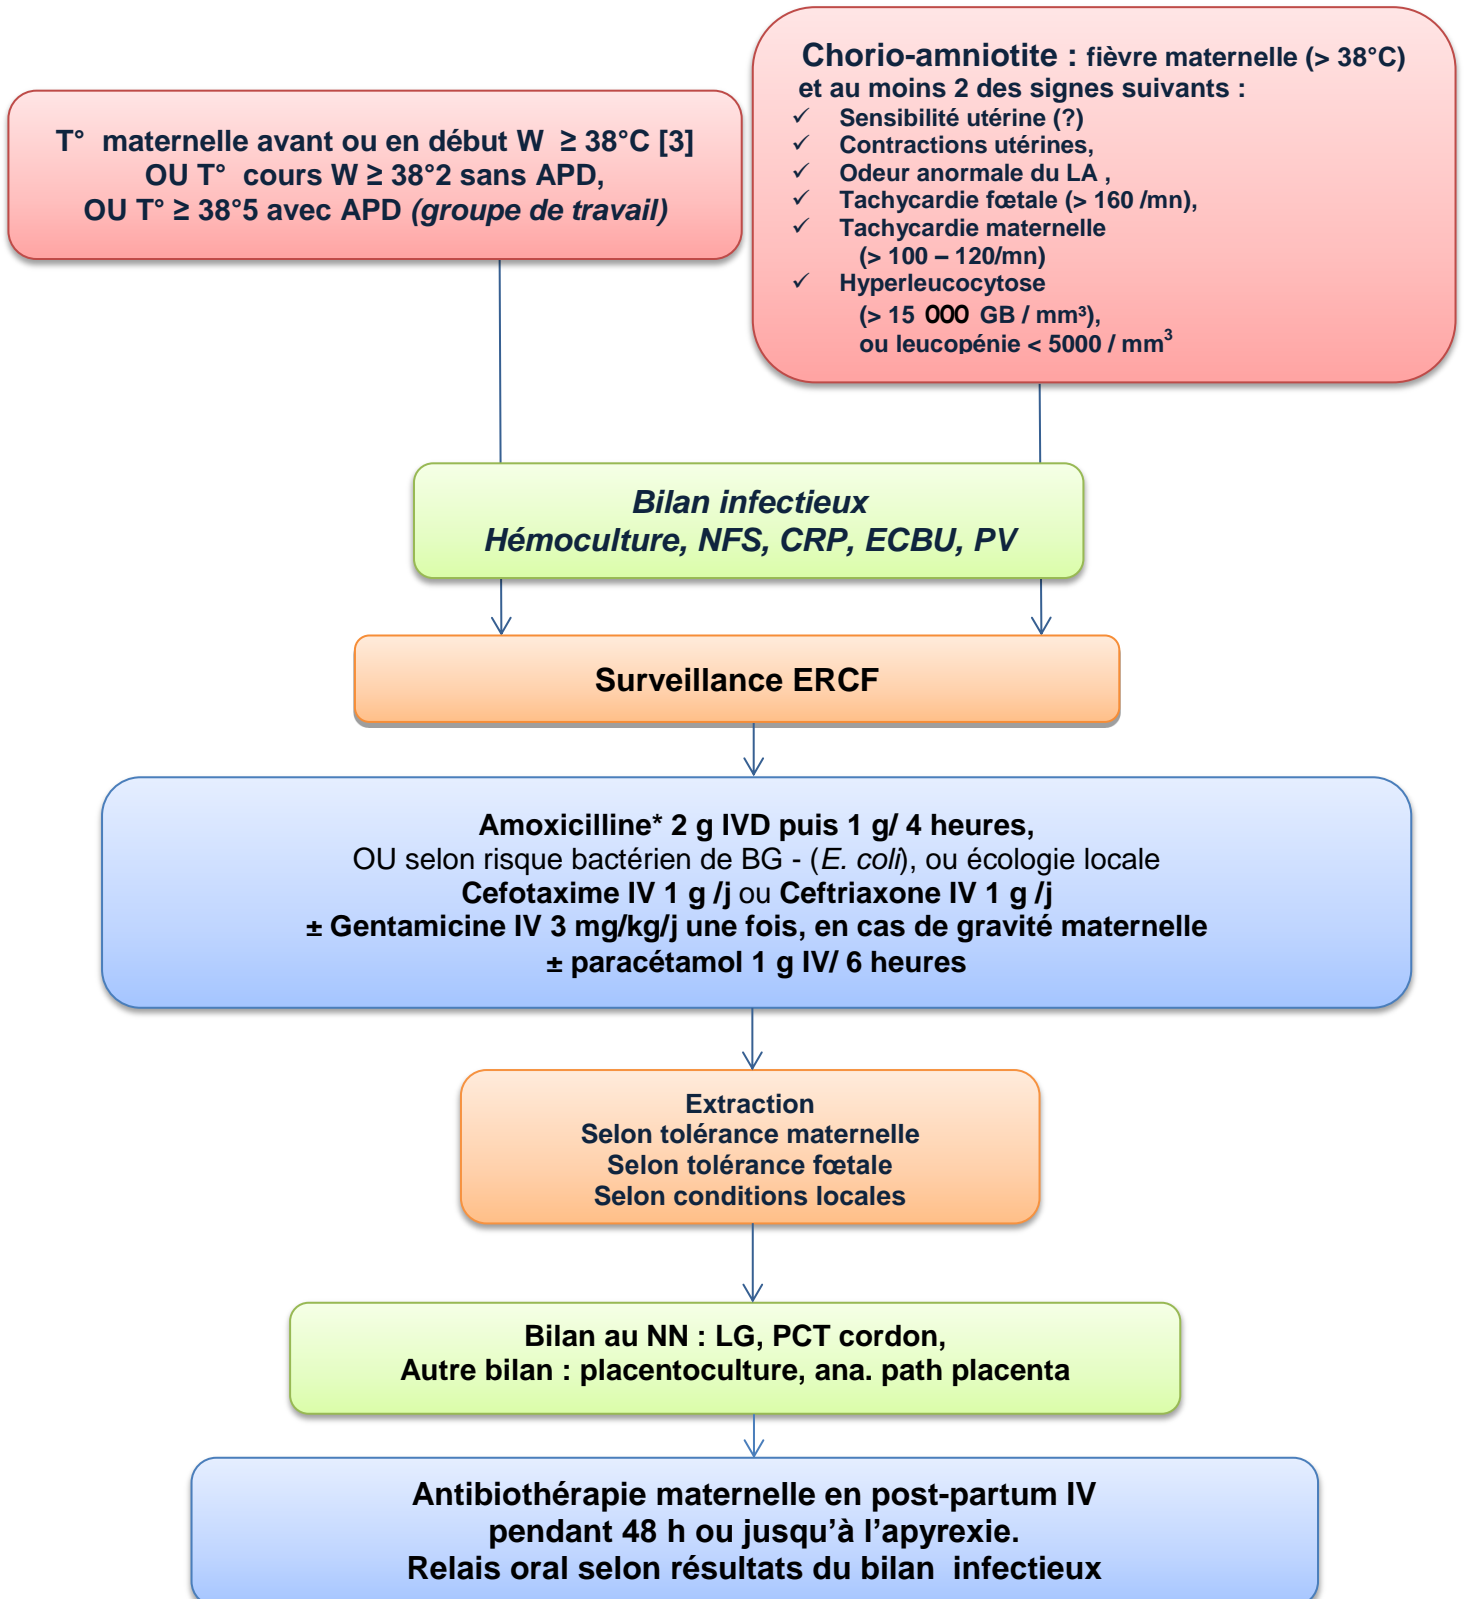 T° maternelle avant ou en début W ≥ 38°C [3]
OU T° cours W ≥ 38°2 sans APD,
OU T° ≥ 38°5 avec APD (groupe de travail)
Chorio-amniotite : fièvre maternelle (> 38°C)
et au moins 2 des signes suivants :
✓ Sensibilité utérine (?)
✓ Contractions utérines,
✓ Odeur anormale du LA ,
✓ Tachycardie fœtale (> 160 /mn),
✓ Tachycardie maternelle
(> 100 – 120/mn)
✓ Hyperleucocytose
(> 15 000 GB / mm³),
ou leucopénie < 5000 / mm³
Bilan infectieux
Hémoculture, NFS, CRP, ECBU, PV
Surveillance ERCF
Amoxicilline* 2 g IVD puis 1 g/ 4 heures,
OU selon risque bactérien de BG - (E. coli), ou écologie locale
Cefotaxime IV 1 g /j ou Ceftriaxone IV 1 g /j
± Gentamicine IV 3 mg/kg/j une fois, en cas de gravité maternelle
± paracétamol 1 g IV/ 6 heures
Extraction
Selon tolérance maternelle
Selon tolérance fœtale
Selon conditions locales
Bilan au NN : LG, PCT cordon,
Autre bilan : placentoculture, ana. path placenta
Antibiothérapie maternelle en post-partum IV
pendant 48 h ou jusqu’à l’apyrexie.
Relais oral selon résultats du bilan infectieux